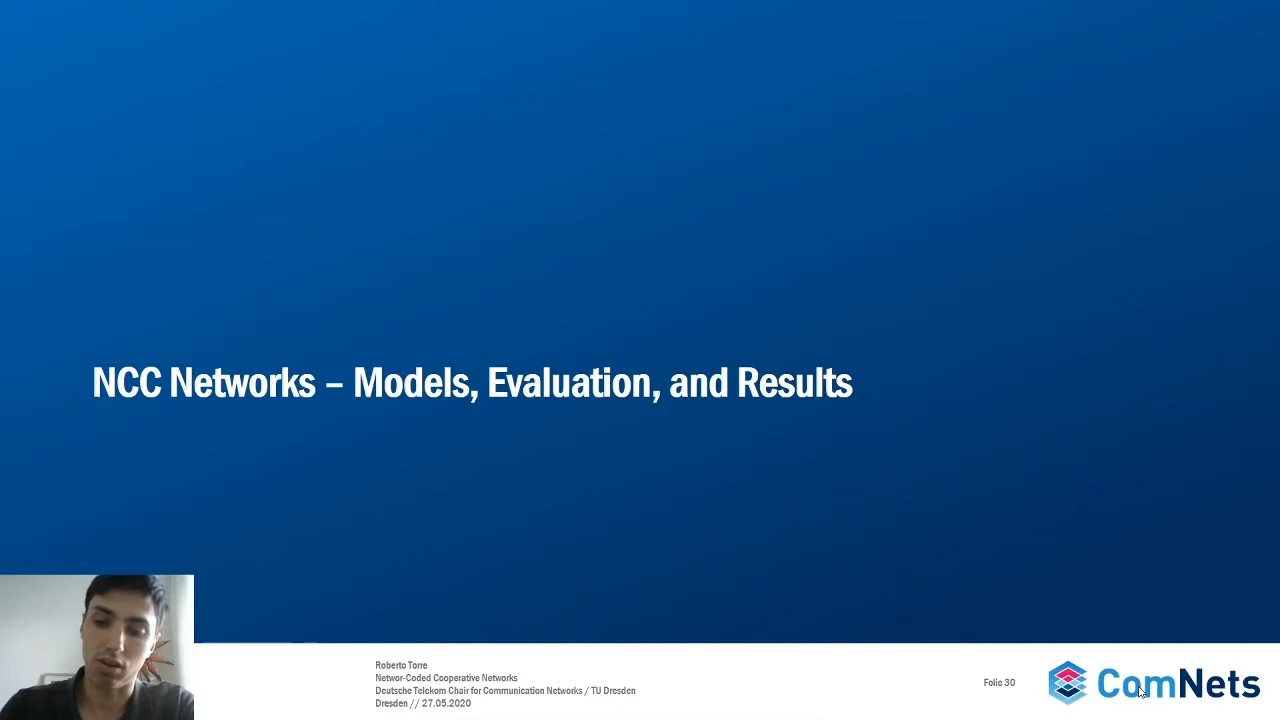 NCC Networks – Models, Evaluation, and Results
Roberto Torre
Networ-Coded Cooperative Networks
Deutsche Telekom Chair for Communication Networks / TU Dresden
Dresden // 27.05.2020
Folie 30
ComNets